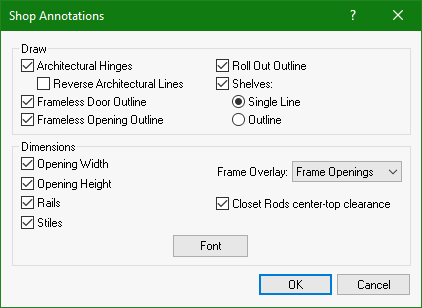 Shop Annotations
Draw
Architectural Hinges
Reverse Architectural Lines
Frameless Door Outline
Frameless Opening Outline
Roll Out Outline
Shelves:
Single Line
Outline
Dimensions
Opening Width
Opening Height
Rails
Stiles
Frame Overlay: Frame Openings
Closet Rods center-top clearance
Font
OK Cancel